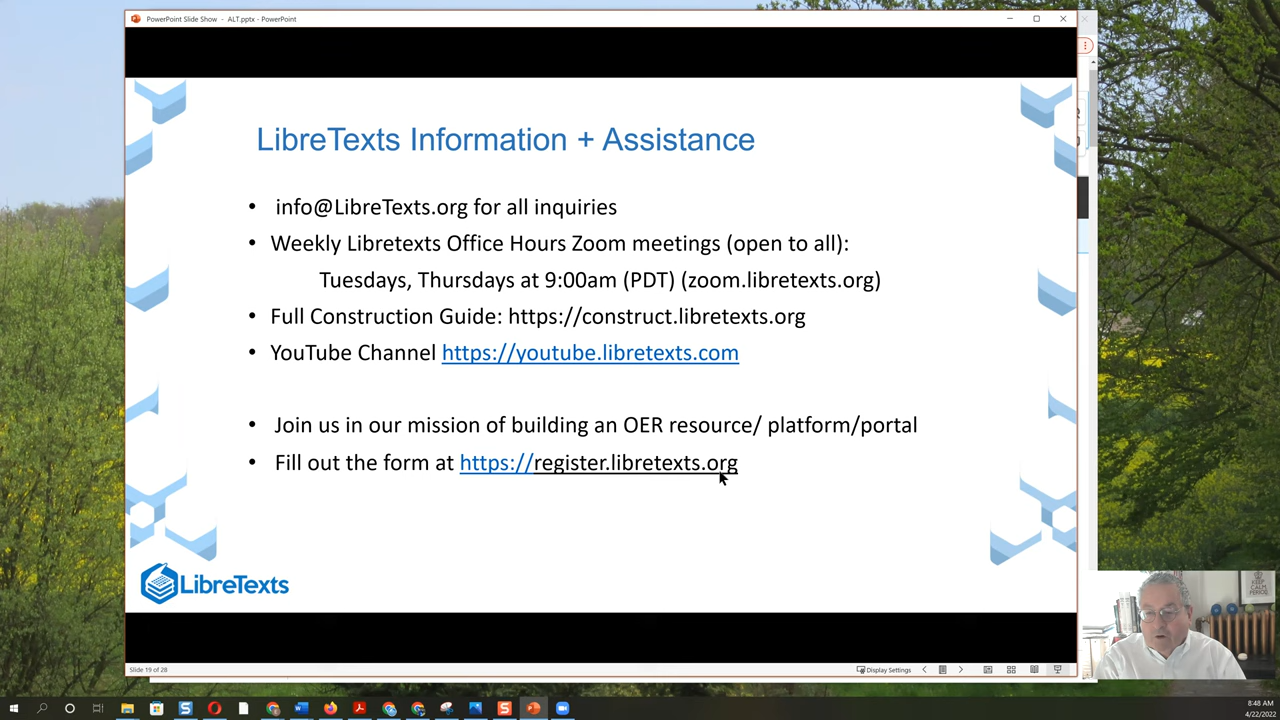 PowerPoint Slide Show - ALT.pptx - PowerPoint
LibreTexts Information + Assistance
• info@LibreTexts.org for all inquiries
• Weekly Libretexts Office Hours Zoom meetings (open to all):
Tuesdays, Thursdays at 9:00am (PDT) (zoom.libretexts.org)
• Full Construction Guide: https://construct.libretexts.org
• YouTube Channel https://youtube.libretexts.com
• Join us in our mission of building an OER resource/ platform/portal
• Fill out the form at https://register.libretexts.org
LibreTexts
KEEP
CALM
PERIOD
Slide 19 of 28
Display Settings
8:48 AM
4/22/2022